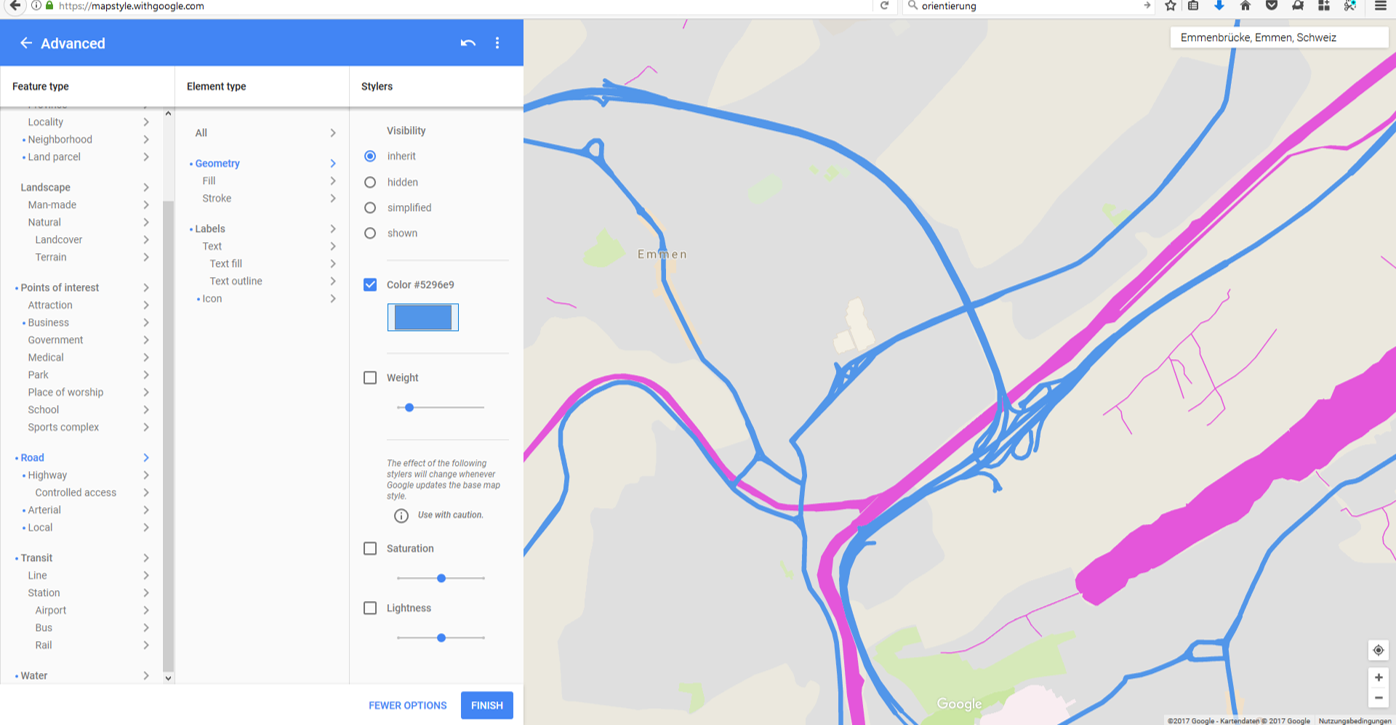 https://mapstyle.withgoogle.com
orientierung
Advanced
Feature type
Element type
Stylers
Province
Locality
Neighborhood
Land parcel
Landscape
Man-made
Natural
Landcover
Terrain
Points of interest
Attraction
Business
Government
Medical
Park
Place of worship
School
Sports complex
Road
Highway
Controlled access
Arterial
Local
Transit
Line
Station
Airport
Bus
Rail
Water
All
Geometry
Fill
Stroke
Labels
Text
Text fill
Text outline
Icon
Visibility
inherit
hidden
simplified
shown
Color #5296e9
Weight
The effect of the following
stylers will change whenever
Google updates the base map
style.
Use with caution.
Saturation
Lightness
FEWER OPTIONS
FINISH
Emmenbrücke, Emmen, Schweiz
Emmen
Google
©2017 Google - Kartendaten © 2017 Google
Nutzungsbedingungen